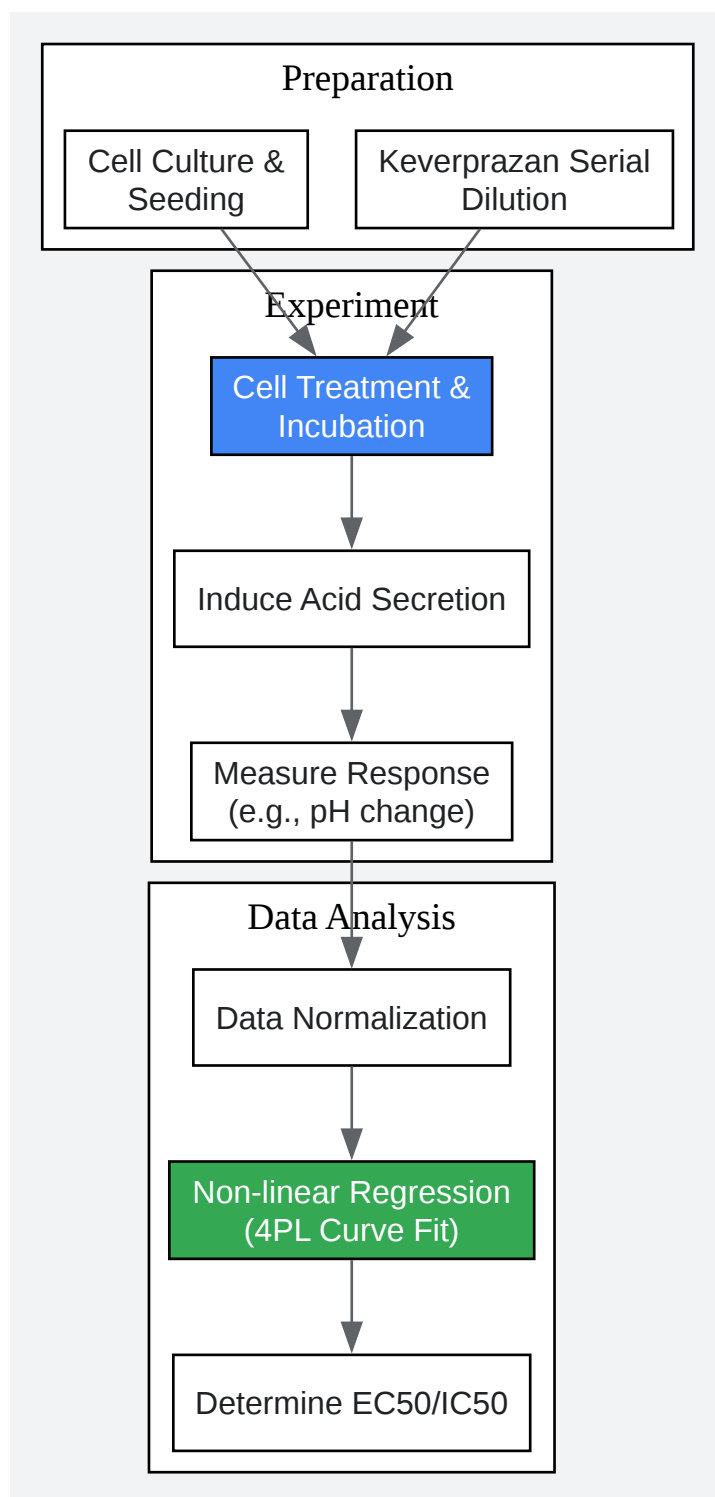 Preparation
Cell Culture &
Seeding
Keverprazan Serial
Dilution
Experiment
Cell Treatment &
Incubation
Induce Acid Secretion
Measure Response
(e.g., pH change)
Data Analysis
Data Normalization
Non-linear Regression
(4PL Curve Fit)
Determine EC50/IC50